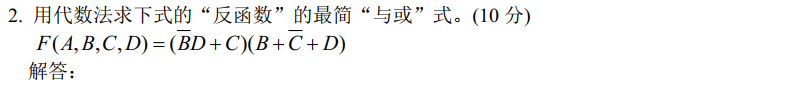 2. 用代数法求下式的“反函数”的最简“与或”式。(10 分)
F(A,B,C,D)=(B̅D+C)(B+C̅+D)
解答：